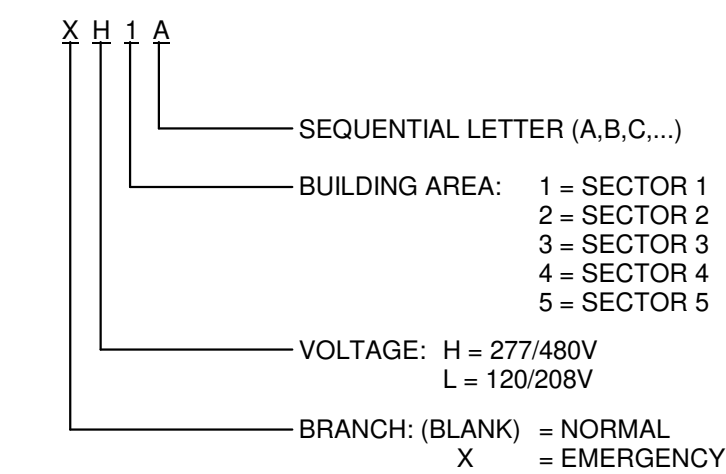 X H 1 A
SEQUENTIAL LETTER (A,B,C,...)
BUILDING AREA: 1 = SECTOR 1
2 = SECTOR 2
3 = SECTOR 3
4 = SECTOR 4
5 = SECTOR 5
VOLTAGE: H = 277/480V
L = 120/208V
BRANCH: (BLANK) = NORMAL
X = EMERGENCY